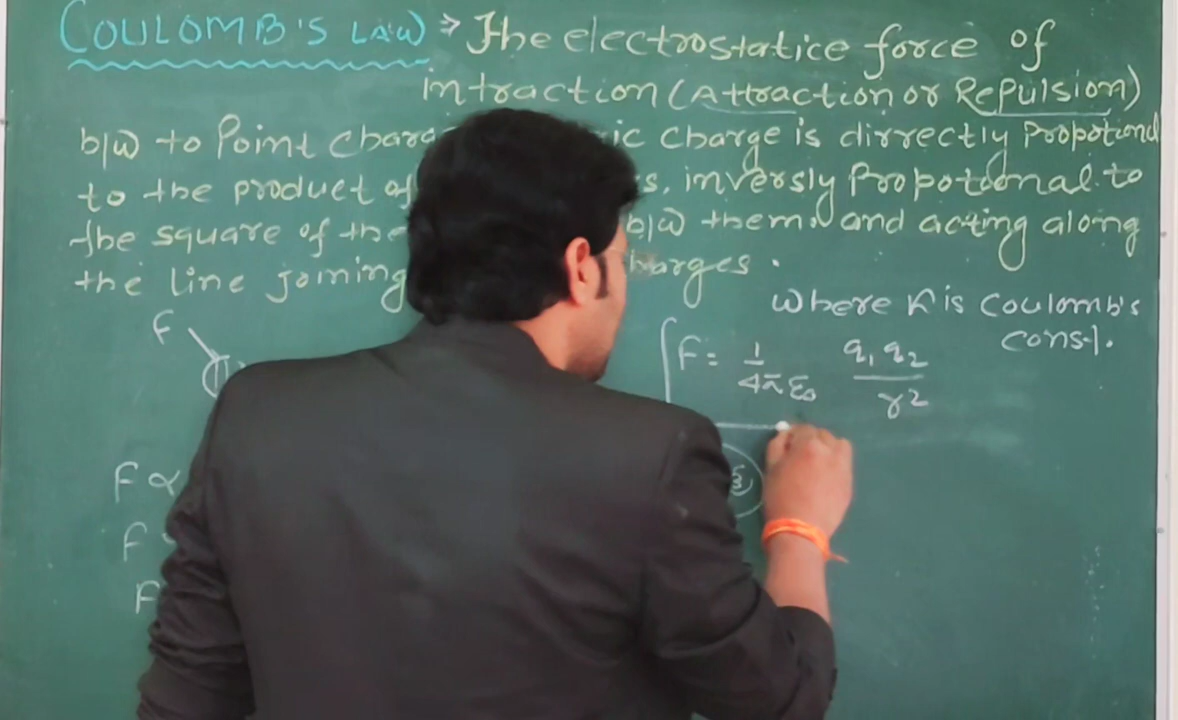 COULOMB'S LAW > The electrostatice force of
intraction (Attraction or Repulsion)
b/w to Point Charg ic charge is dirrectly Propotional
to the product of s, inversly Propotional to
the square of the b/w them and acting along
the line joining harges.
where K is Coulomb's
const.
F
F = 1/4πε₀ q₁q₂/r²
F ∝
F
F